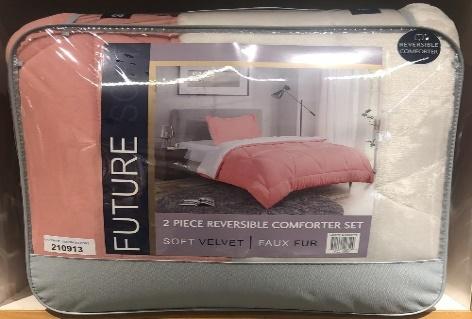 REVERSIBLE
COMFORTER
FUTURE
2 PIECE REVERSIBLE COMFORTER SET
SOFT VELVET | FAUX FUR
210913